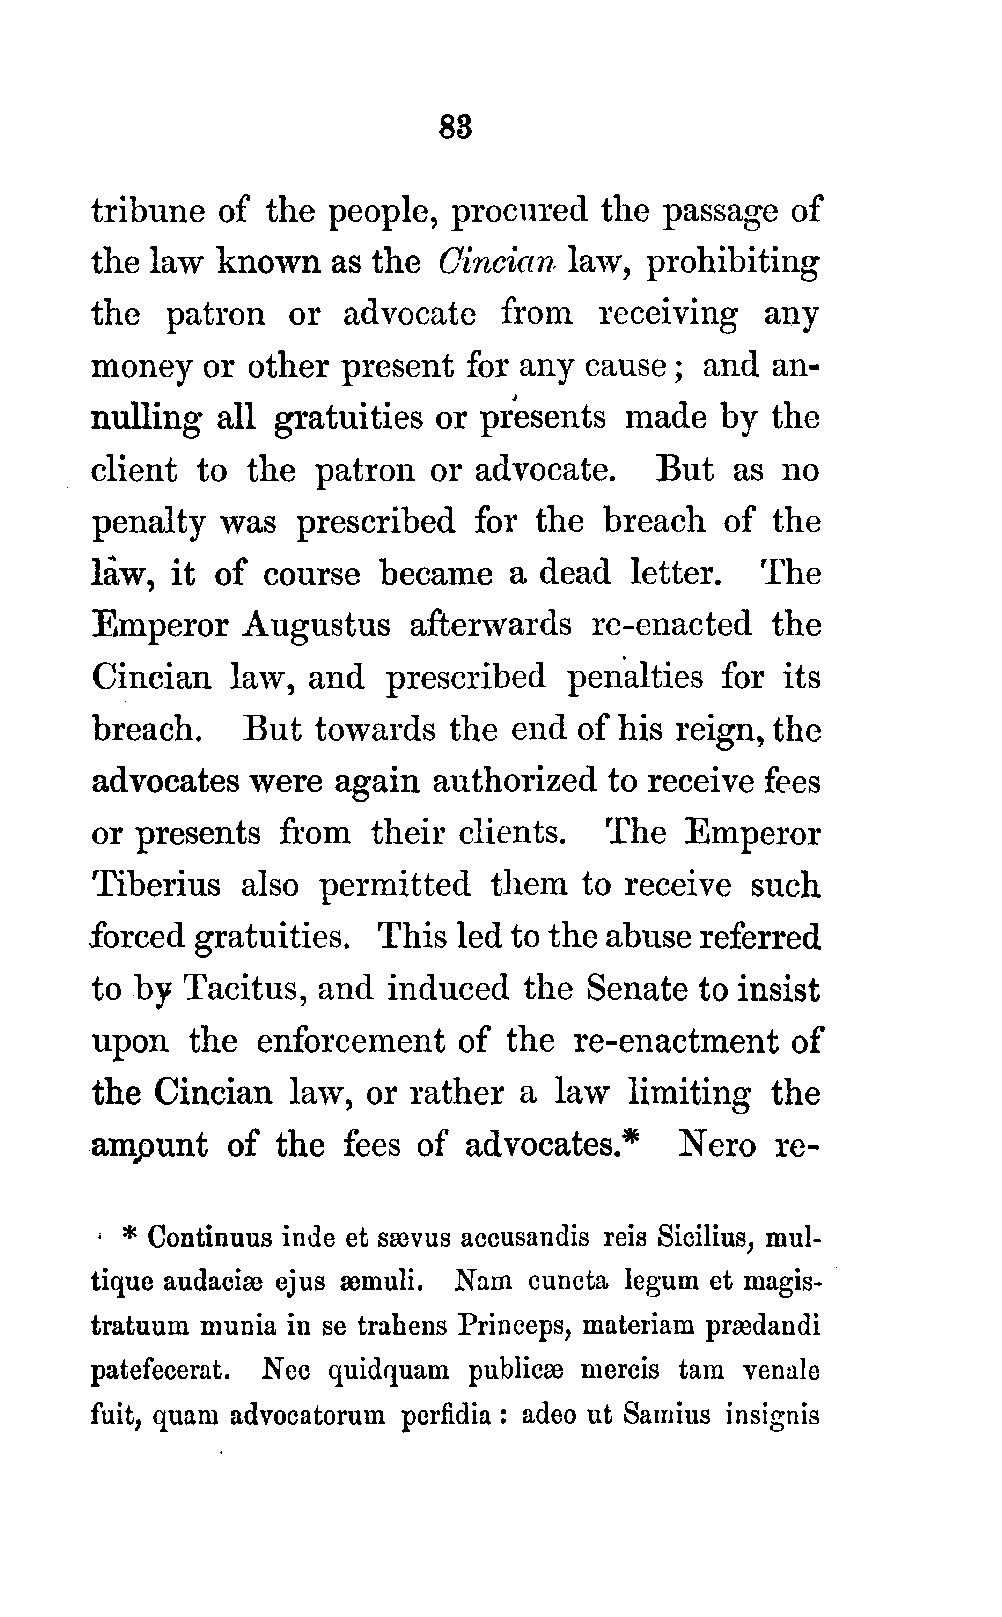 83
tribune of the people, procured the passage of
the law known as the Cincian law, prohibiting
the patron or advocate from receiving any
money or other present for any cause; and an-
nulling all gratuities or presents made by the
client to the patron or advocate. But as no
penalty was prescribed for the breach of the
law, it of course became a dead letter. The
Emperor Augustus afterwards re-enacted the
Cincian law, and prescribed penalties for its
breach. But towards the end of his reign, the
advocates were again authorized to receive fees
or presents from their clients. The Emperor
Tiberius also permitted them to receive such
forced gratuities. This led to the abuse referred
to by Tacitus, and induced the Senate to insist
upon the enforcement of the re-enactment of
the Cincian law, or rather a law limiting the
amount of the fees of advocates.* Nero re-
* Continuus inde et sævus accusandis reis Sicilius, mul-
tique audaciæ ejus æmuli. Nam cuncta legum et magis-
tratuum munia in se trahens Princeps, materiam prædandi
patefecerat. Nec quidquam publicæ mercis tam venale
fuit, quam advocatorum perfidia: adeo ut Samius insignis